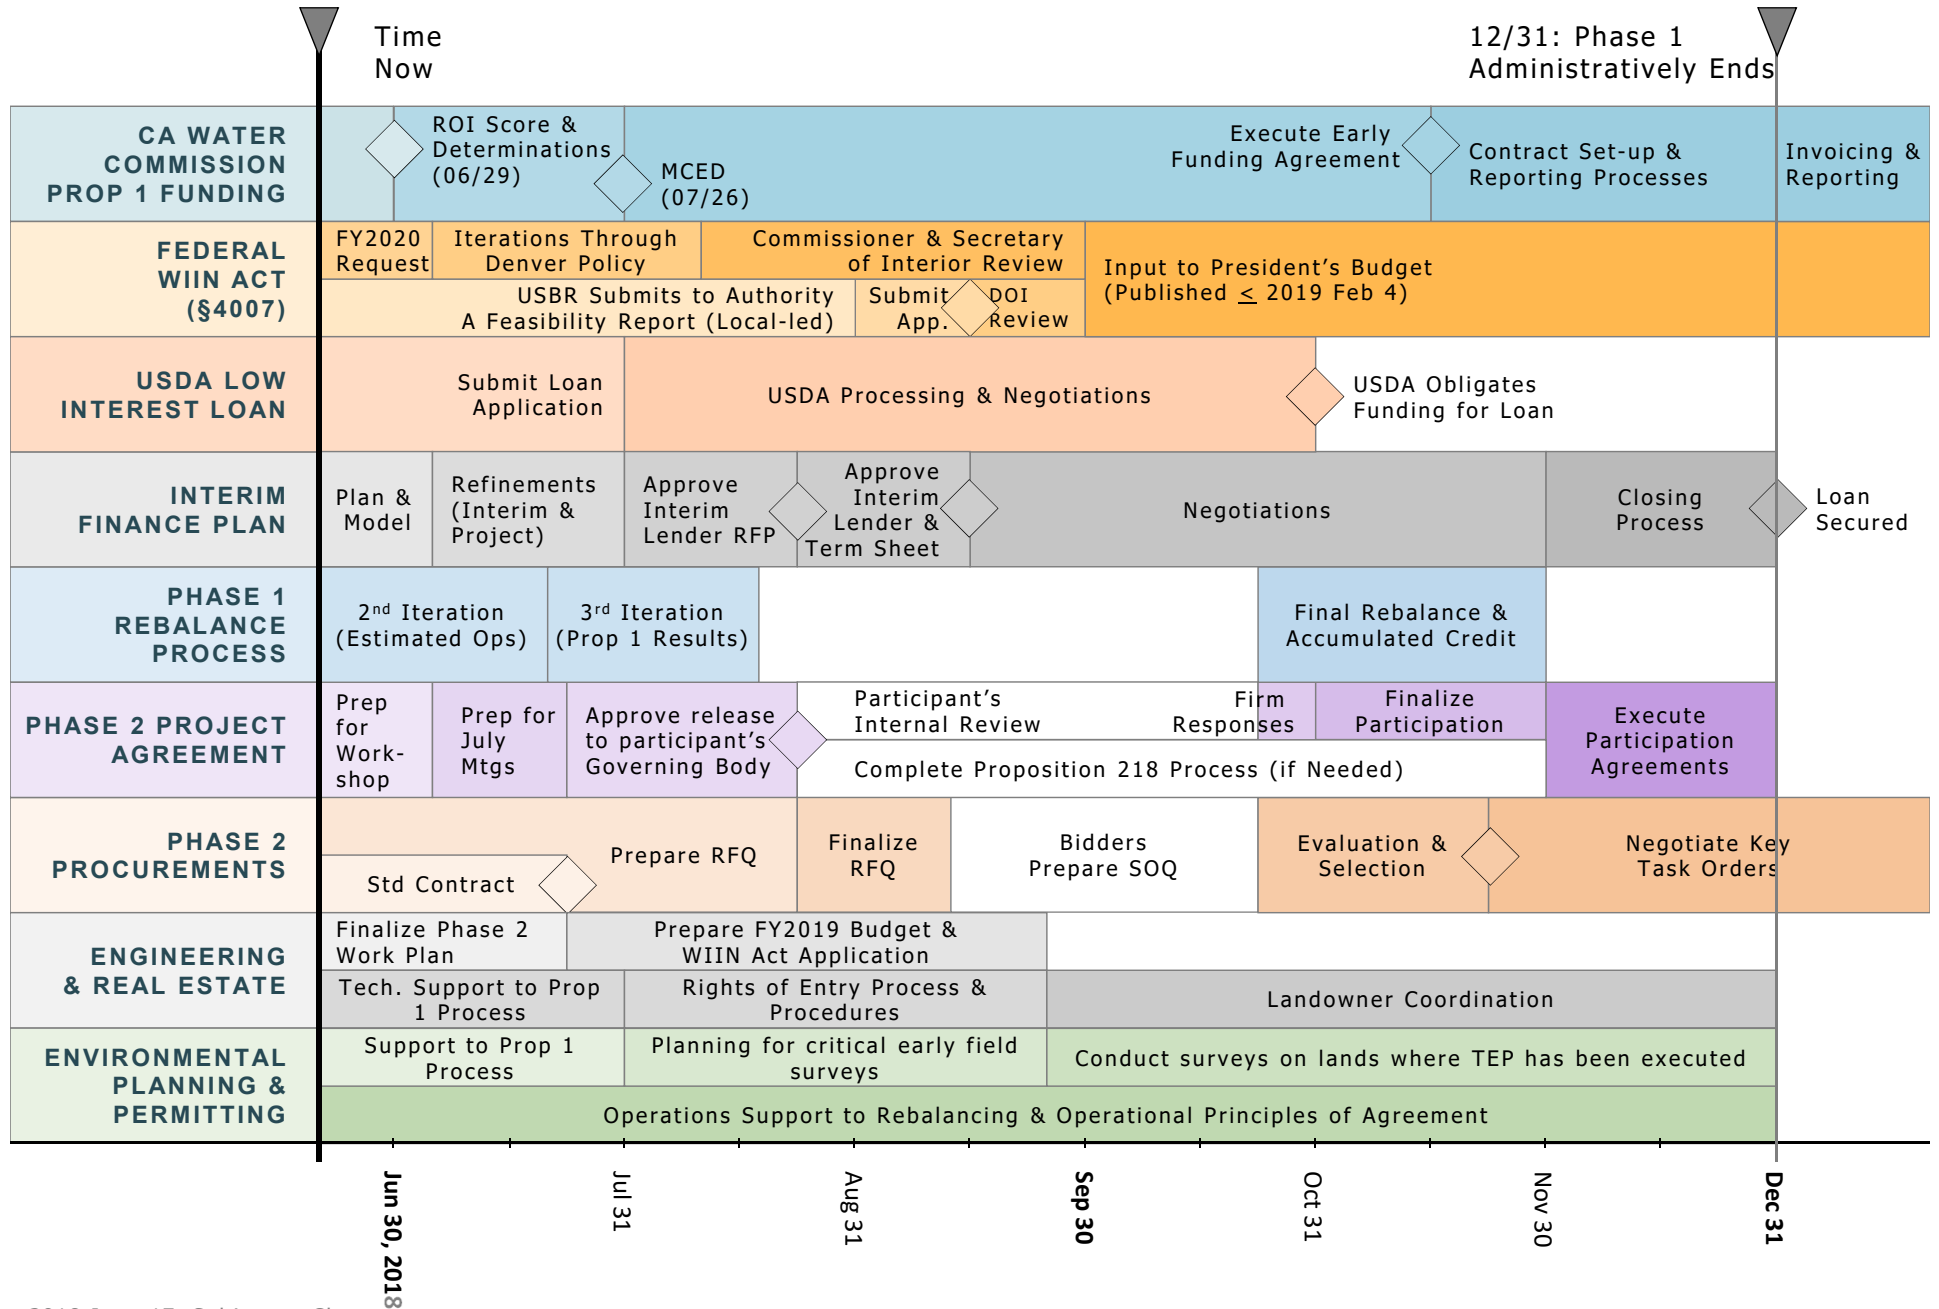 Time
Now
12/31: Phase 1
Administratively Ends
CA WATER
COMMISSION
PROP 1 FUNDING
ROI Score &
Determinations
(06/29)
MCED
(07/26)
Execute Early
Funding Agreement
Contract Set-up &
Reporting Processes
Invoicing &
Reporting
FEDERAL
WIIN ACT
(§4007)
FY2020
Request
Iterations Through
Denver Policy
Commissioner & Secretary
of Interior Review
Input to President’s Budget
(Published < 2019 Feb 4)
USBR Submits to Authority
A Feasibility Report (Local-led)
Submit
App.
DOI
Review
USDA LOW
INTEREST LOAN
Submit Loan
Application
USDA Processing & Negotiations
USDA Obligates
Funding for Loan
INTERIM
FINANCE PLAN
Plan &
Model
Refinements
(Interim &
Project)
Approve
Interim
Lender RFP
Approve
Interim
Lender &
Term Sheet
Negotiations
Closing
Process
Loan
Secured
PHASE 1
REBALANCE
PROCESS
2nd Iteration
(Estimated Ops)
3rd Iteration
(Prop 1 Results)
Final Rebalance &
Accumulated Credit
PHASE 2 PROJECT
AGREEMENT
Prep
for
Work-
shop
Prep for
July
Mtgs
Approve release
to participant’s
Governing Body
Participant’s
Internal Review
Firm
Responses
Finalize
Participation
Complete Proposition 218 Process (if Needed)
Execute
Participation
Agreements
PHASE 2
PROCUREMENTS
Std Contract
Prepare RFQ
Finalize
RFQ
Bidders
Prepare SOQ
Evaluation &
Selection
Negotiate Key
Task Orders
ENGINEERING
& REAL ESTATE
Finalize Phase 2
Work Plan
Prepare FY2019 Budget &
WIIN Act Application
Tech. Support to Prop
1 Process
Rights of Entry Process &
Procedures
Landowner Coordination
ENVIRONMENTAL
PLANNING &
PERMITTING
Support to Prop 1
Process
Planning for critical early field
surveys
Conduct surveys on lands where TEP has been executed
Operations Support to Rebalancing & Operational Principles of Agreement
Jun 30, 2018
Jul 31
Aug 31
Sep 30
Oct 31
Nov 30
Dec 31